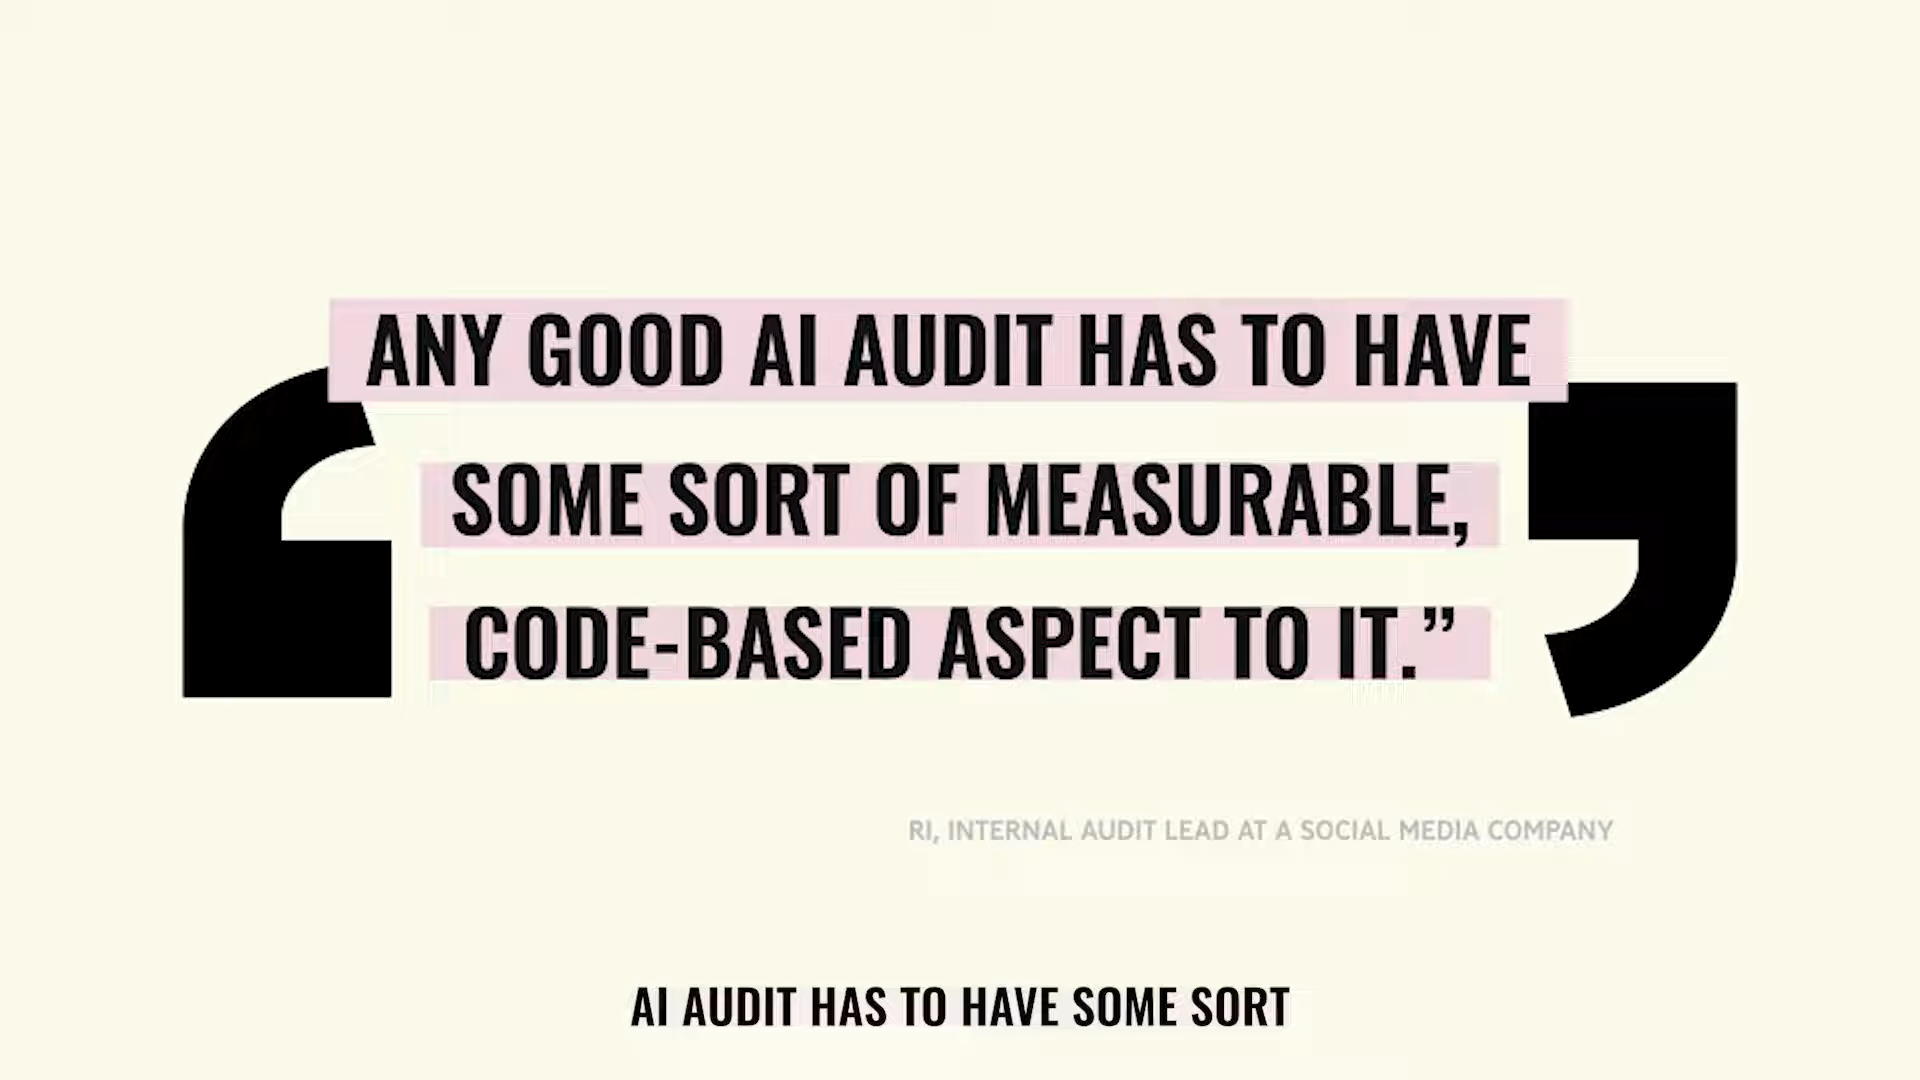 ANY GOOD AI AUDIT HAS TO HAVE
SOME SORT OF MEASURABLE,
CODE-BASED ASPECT TO IT.”
RI, INTERNAL AUDIT LEAD AT A SOCIAL MEDIA COMPANY
AI AUDIT HAS TO HAVE SOME SORT